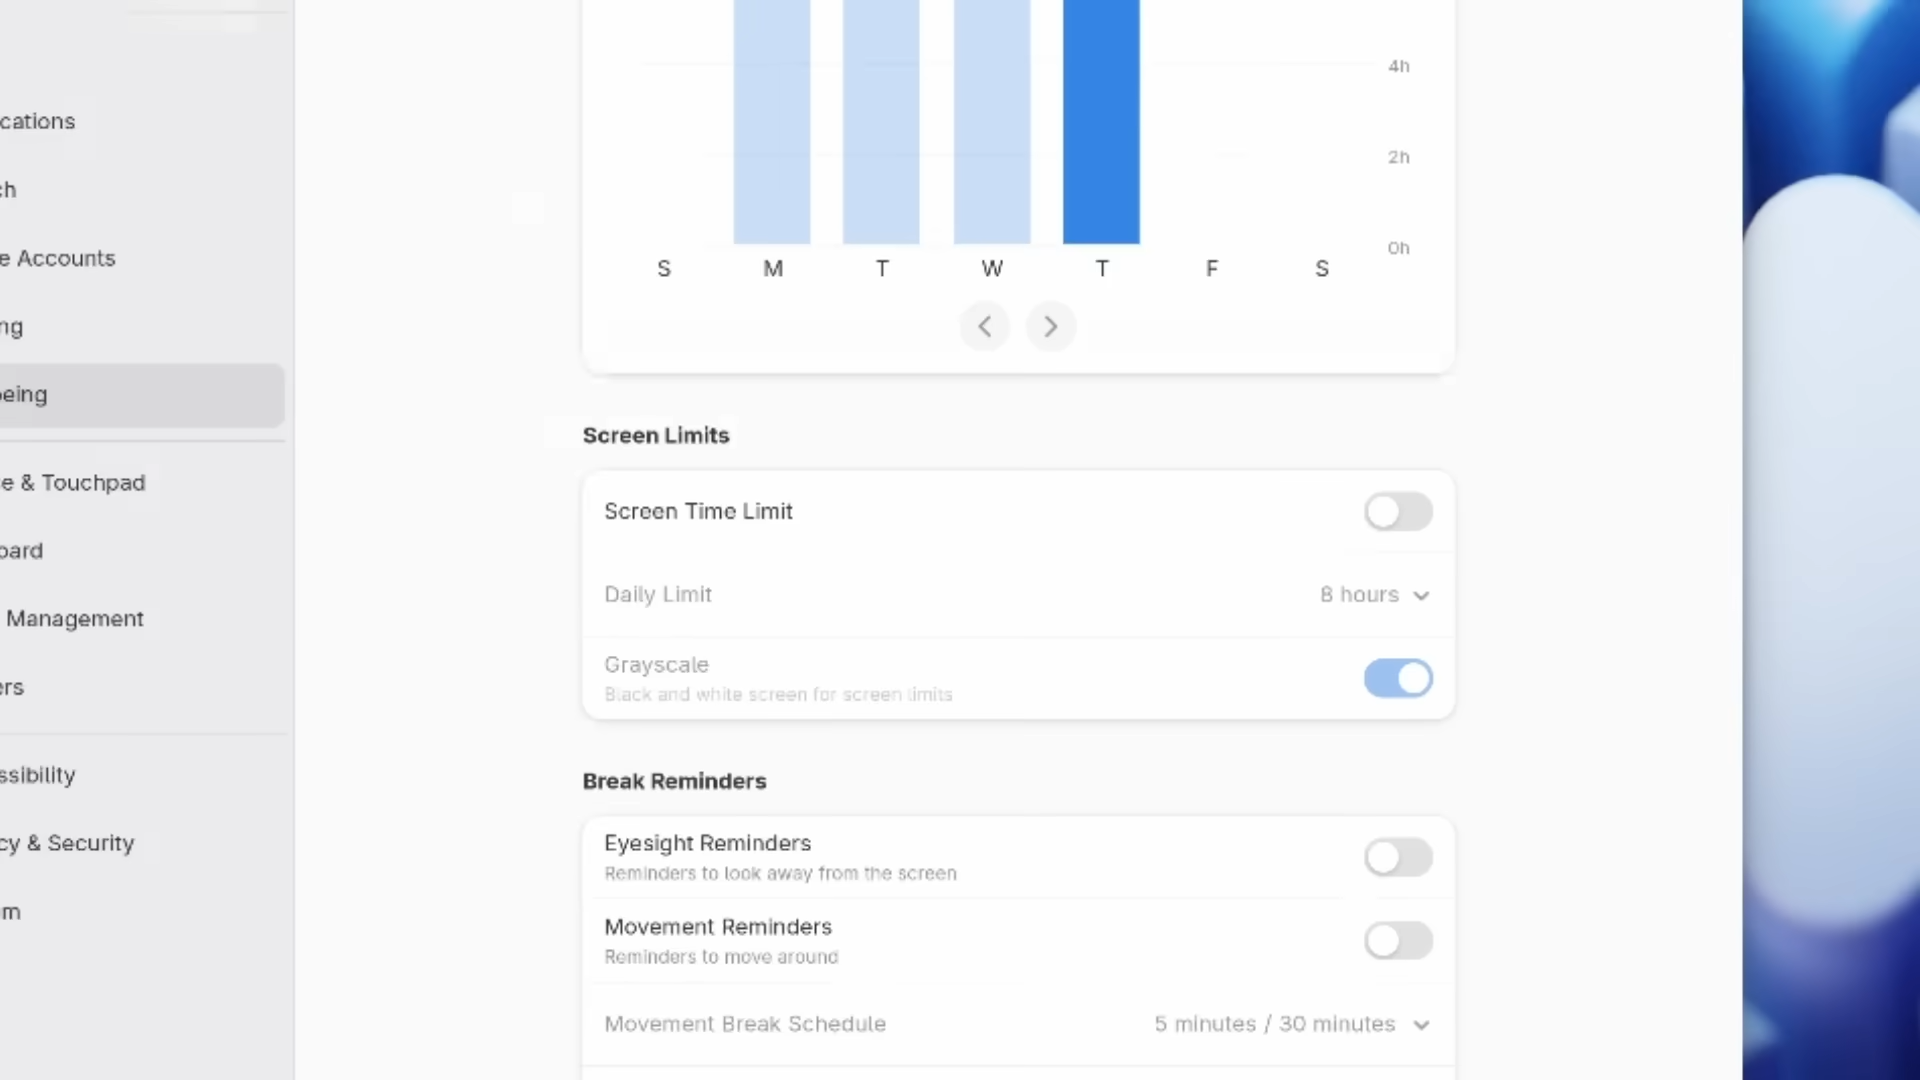 cations
ch
e Accounts
ng
being
e & Touchpad
oard
Management
ers
ssibility
cy & Security
m
4h
2h
0h
S M T W T F S
Screen Limits
Screen Time Limit
Daily Limit 8 hours
Grayscale
Black and white screen for screen limits
Break Reminders
Eyesight Reminders
Reminders to look away from the screen
Movement Reminders
Reminders to move around
Movement Break Schedule 5 minutes / 30 minutes